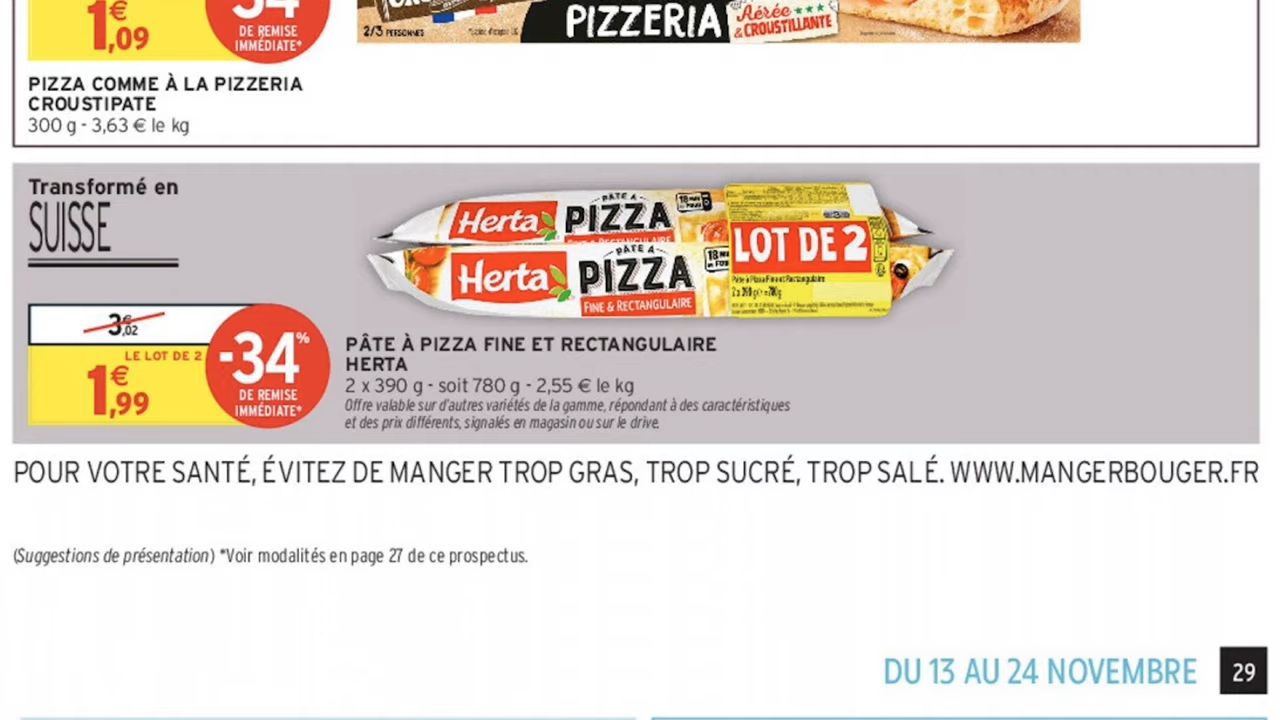 1€,09
34
DE REMISE
IMMÉDIATE*
2/3 PERSONNES
PIZZERIA
Aérée
& CROUSTILLANTE
PIZZA COMME À LA PIZZERIA
CROUSTIPATE
300 g - 3,63 € le kg
Transformé en
SUISSE
Herta
PÂTE À
PIZZA
Herta
PÂTE À
PIZZA
FINE & RECTANGULAIRE
LOT DE 2
3€,02
LE LOT DE 2
1€,99
-34%
DE REMISE
IMMÉDIATE*
PÂTE À PIZZA FINE ET RECTANGULAIRE
HERTA
2 x 390 g - soit 780 g - 2,55 € le kg
Offre valable sur d'autres variétés de la gamme, répondant à des caractéristiques
et des prix différents, signalés en magasin ou sur le drive.
POUR VOTRE SANTÉ, ÉVITEZ DE MANGER TROP GRAS, TROP SUCRÉ, TROP SALÉ. WWW.MANGERBOUGER.FR
(Suggestions de présentation) *Voir modalités en page 27 de ce prospectus.
DU 13 AU 24 NOVEMBRE
29